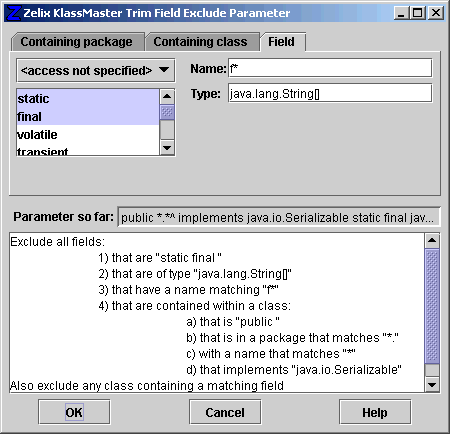 Zelix KlassMaster Trim Field Exclude Parameter
Containing package Containing class Field
<access not specified> Name: f*
static Type: java.lang.String[]
final
volatile
transient
Parameter so far: public *.*^ implements java.io.Serializable static final jav...
Exclude all fields:
1) that are "static final "
2) that are of type "java.lang.String[]"
3) that have a name matching "f*"
4) that are contained within a class:
a) that is "public "
b) that is in a package that matches "*."
c) with a name that matches "*"
d) that implements "java.io.Serializable"
Also exclude any class containing a matching field
OK Cancel Help